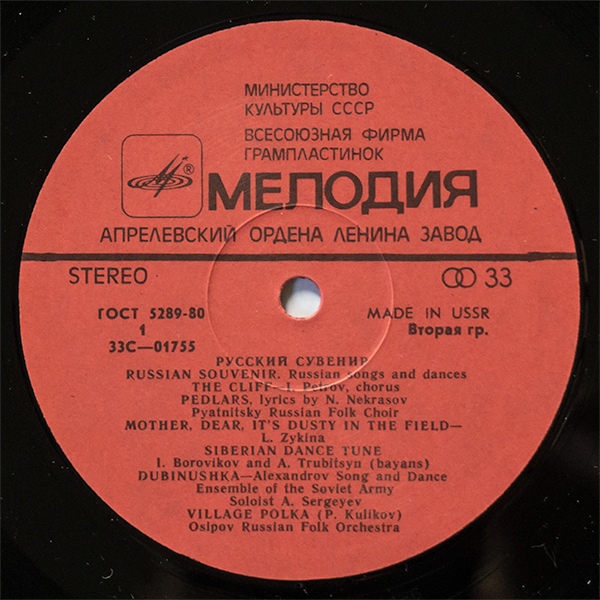 МИНИСТЕРСТВО
КУЛЬТУРЫ СССР
ВСЕСОЮЗНАЯ ФИРМА
ГРАМПЛАСТИНОК
®
МЕЛОДИЯ
АПРЕЛЕВСКИЙ ОРДЕНА ЛЕНИНА ЗАВОД
STEREO
33
ГОСТ 5289-80
MADE IN USSR
1
Вторая гр.
33С—01755
РУССКИЙ СУВЕНИР
RUSSIAN SOUVENIR. Russian songs and dances
THE CLIFF—I. Petrov, chorus
PEDLARS, lyrics by N. Nekrasov
Pyatnitsky Russian Folk Choir
MOTHER, DEAR, IT'S DUSTY IN THE FIELD—
L. Zykina
SIBERIAN DANCE TUNE
I. Borovikov and A. Trubitsyn (bayans)
DUBINUSHKA—Alexandrov Song and Dance
Ensemble of the Soviet Army
Soloist A. Sergeyev
VILLAGE POLKA (P. Kulikov)
Osipov Russian Folk Orchestra